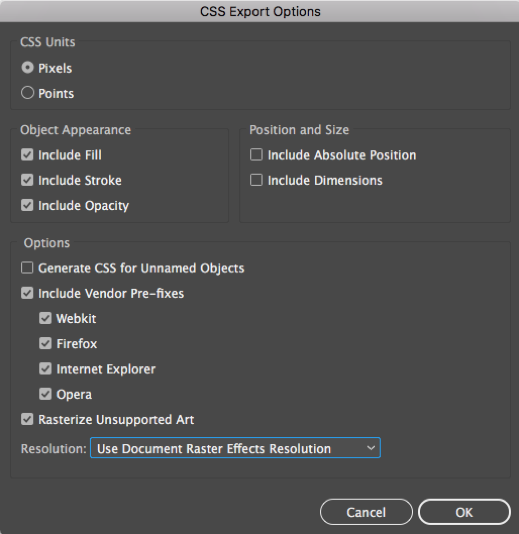 CSS Export Options
CSS Units
Pixels
Points
Object Appearance
Include Fill
Include Stroke
Include Opacity
Position and Size
Include Absolute Position
Include Dimensions
Options
Generate CSS for Unnamed Objects
Include Vendor Pre-fixes
Webkit
Firefox
Internet Explorer
Opera
Rasterize Unsupported Art
Resolution: Use Document Raster Effects Resolution
Cancel OK